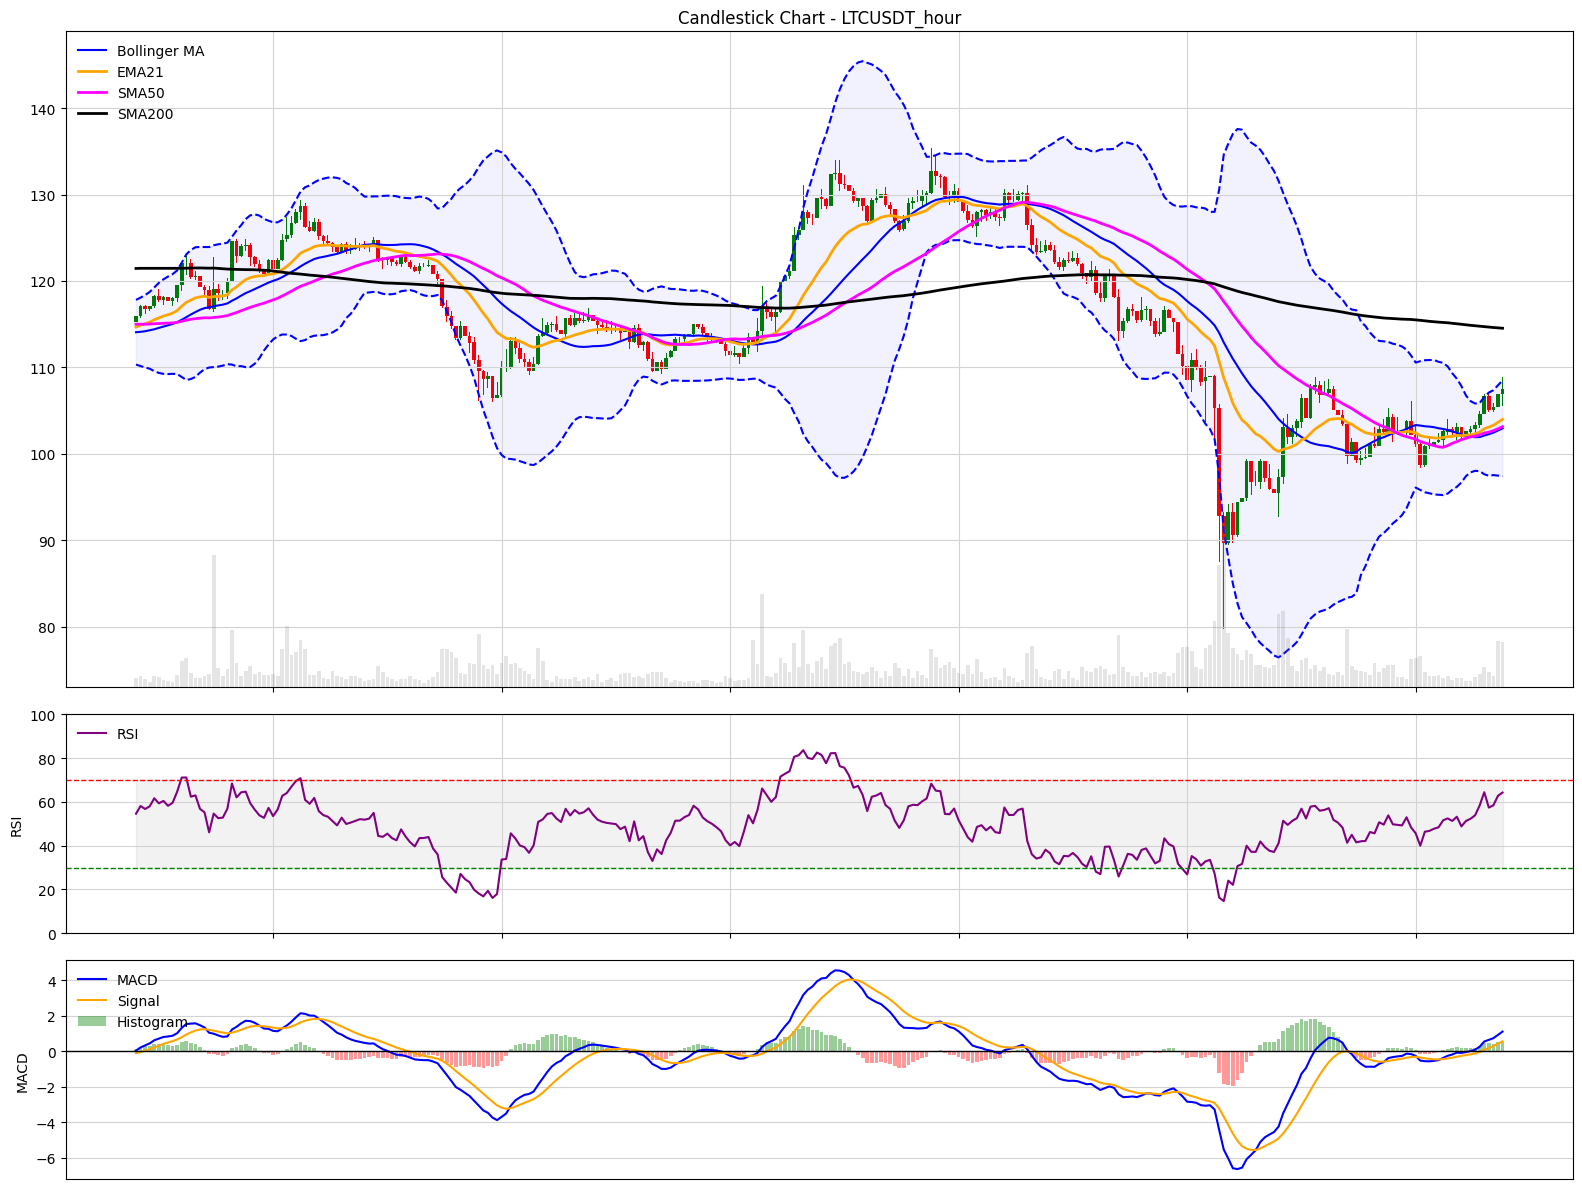 Candlestick Chart - LTCUSDT_hour
Bollinger MA
EMA21
SMA50
SMA200
140
130
120
110
100
90
80
100
80
60
40
20
0
RSI
RSI
4
2
0
−2
−4
−6
MACD
MACD
Signal
Histogram